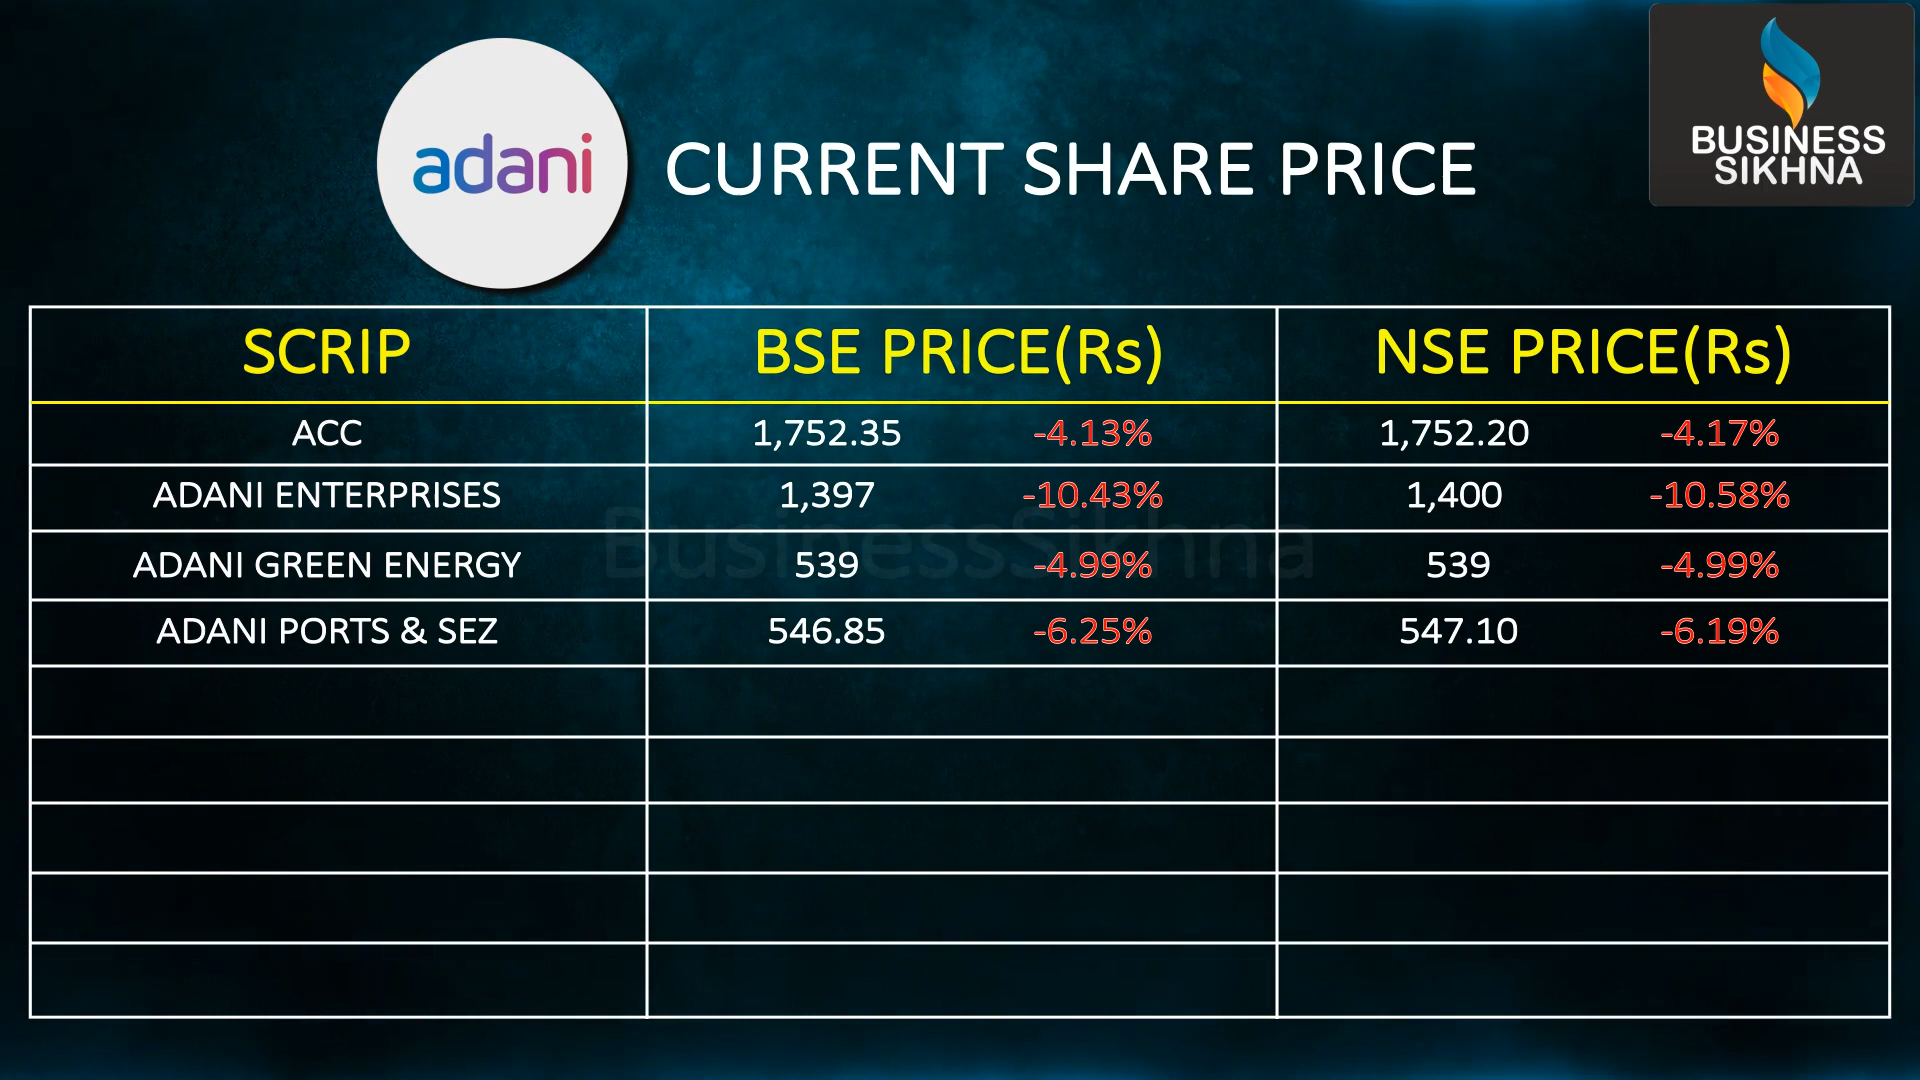 adani
CURRENT SHARE PRICE
BUSINESS
SIKHNA
SCRIP BSE PRICE(Rs) NSE PRICE(Rs)
ACC 1,752.35 -4.13% 1,752.20 -4.17%
ADANI ENTERPRISES 1,397 -10.43% 1,400 -10.58%
BusinessSikhna
ADANI GREEN ENERGY 539 -4.99% 539 -4.99%
ADANI PORTS & SEZ 546.85 -6.25% 547.10 -6.19%